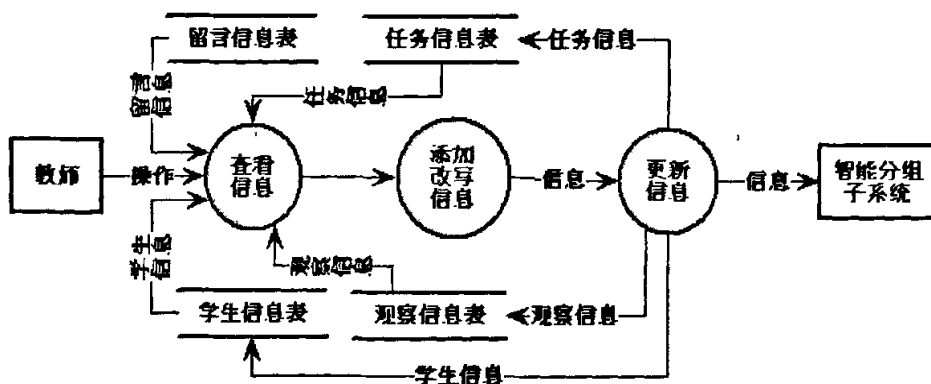 留言信息表
任务信息表
任务信息
留言
信息
任务信息
教师
操作
查看
信息
添加
改写
信息
信息
更新
信息
信息
智能分组
子系统
学生
信息
观察信息
学生信息表
观察信息表
观察信息
学生信息